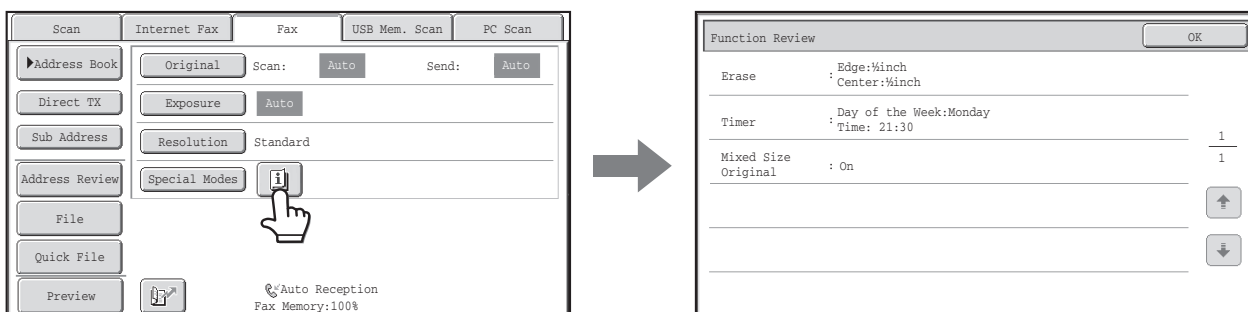 Scan Internet Fax Fax USB Mem. Scan PC Scan
Address Book Original Scan: Auto Send: Auto
Direct TX Exposure Auto
Sub Address Resolution Standard
Address Review Special Modes
File
Quick File
Preview Auto Reception
Fax Memory:100%
Function Review OK
Erase : Edge:½inch
Center:½inch
Timer : Day of the Week:Monday
Time: 21:30
Mixed Size
Original : On
1
1